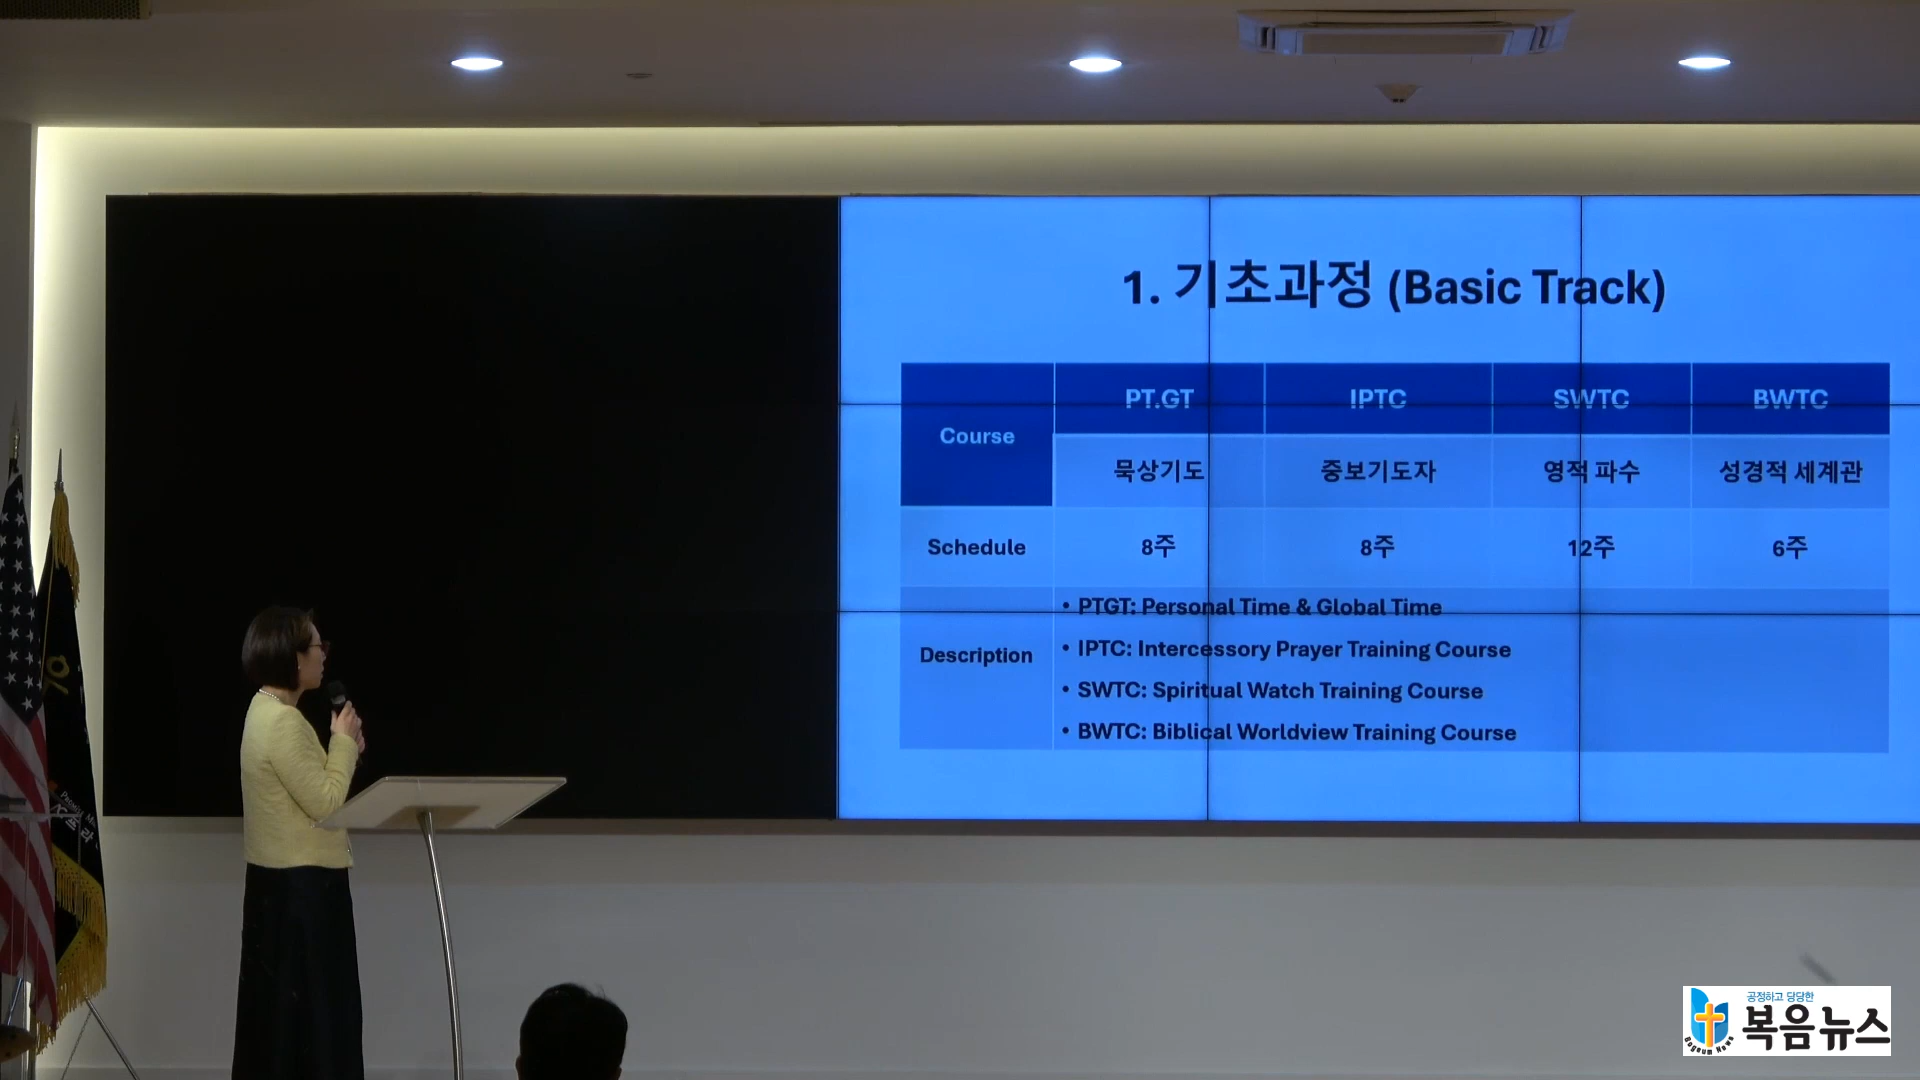 1. 기초과정 (Basic Track)
Course PT.GT IPTC SWTC BWTC
묵상기도 중보기도자 영적 파수 성경적 세계관
Schedule 8주 8주 12주 6주
Description
• PTGT: Personal Time & Global Time
• IPTC: Intercessory Prayer Training Course
• SWTC: Spiritual Watch Training Course
• BWTC: Biblical Worldview Training Course
공정하고 당당한
복음뉴스
Bogeum News